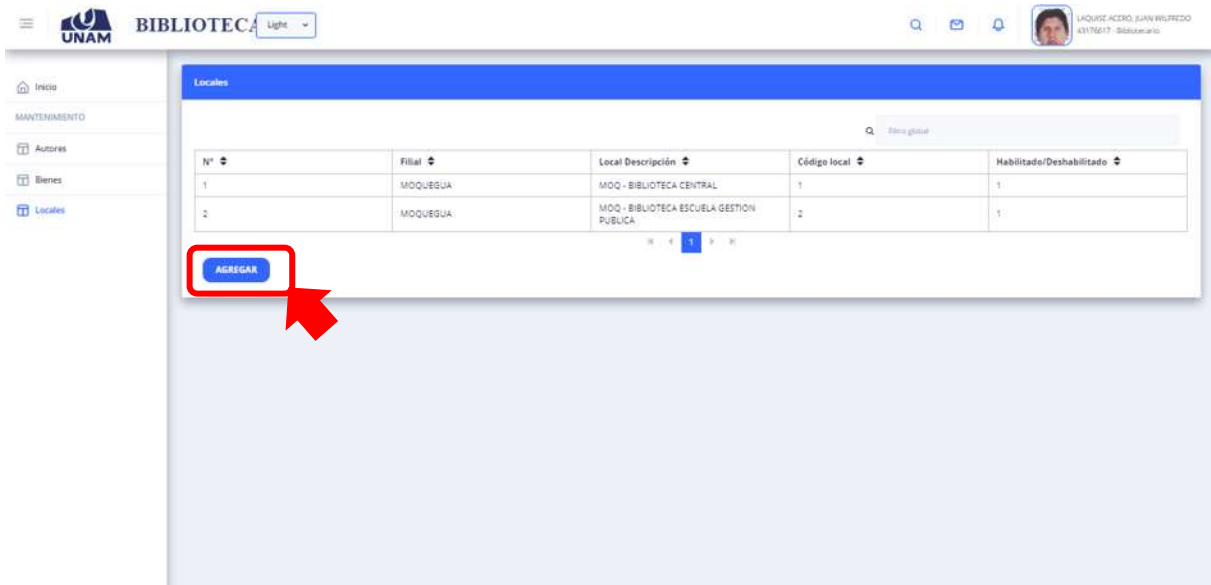 UNAM
BIBLIOTECA
Light
LAQUISE ACERO, JUAN WILFREDO
43176617 - Bibliotecario
Inicio
MANTENIMIENTO
Autores
Bienes
Locales
Locales
Filtro global
N° Filial Local Descripción Código local Habilitado/Deshabilitado
1 MOQUEGUA MOQ - BIBLIOTECA CENTRAL 1 1
2 MOQUEGUA MOQ - BIBLIOTECA ESCUELA GESTION PUBLICA 2 1
1
AGREGAR